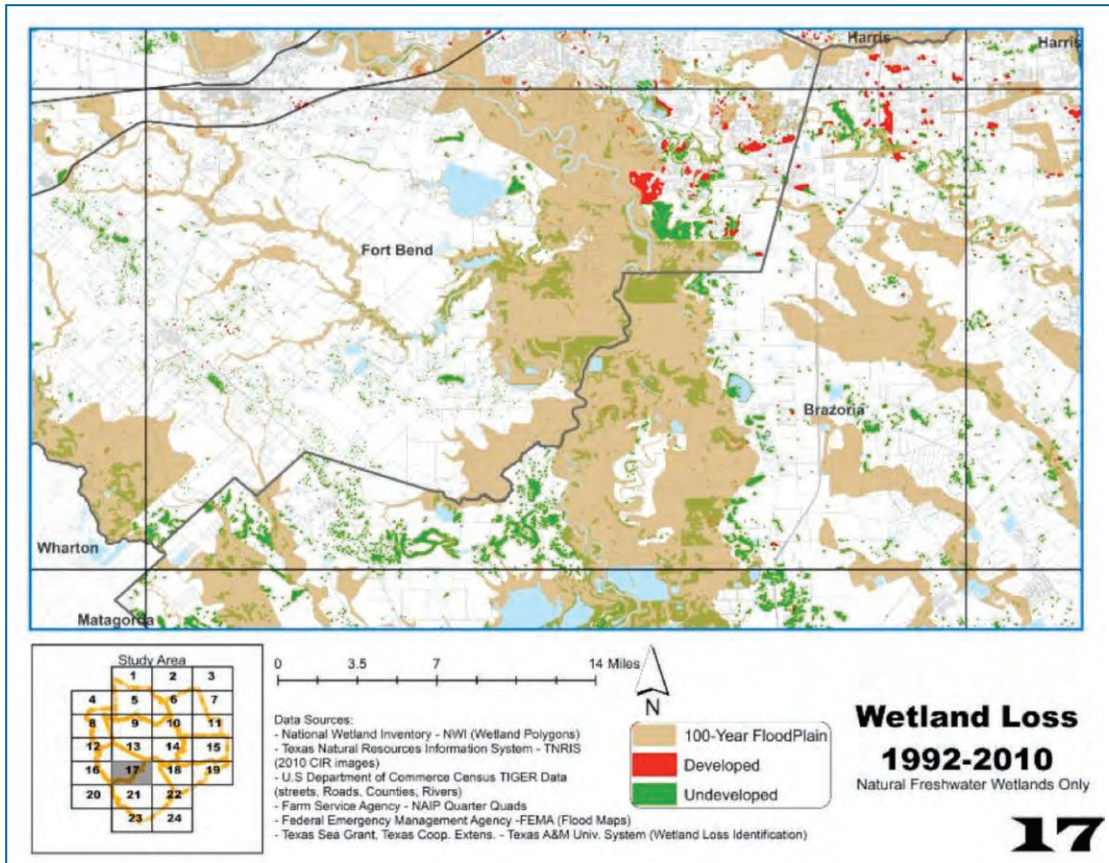 Harris
Harris
Fort Bend
Brazoria
Wharton
Matagorda
Study Area
1 2 3
4 5 6 7
8 9 10 11
12 13 14 15
16 17 18 19
20 21 22
23 24
0 3.5 7 14 Miles
N
Data Sources:
- National Wetland Inventory - NWI (Wetland Polygons)
- Texas Natural Resources Information System - TNRIS
(2010 CIR images)
- U.S Department of Commerce Census TIGER Data
(streets, Roads, Counties, Rivers)
- Farm Service Agency - NAIP Quarter Quads
- Federal Emergency Management Agency -FEMA (Flood Maps)
- Texas Sea Grant, Texas Coop. Extens. - Texas A&M Univ. System (Wetland Loss Identification)
100-Year FloodPlain
Developed
Undeveloped
Wetland Loss
1992-2010
Natural Freshwater Wetlands Only
17